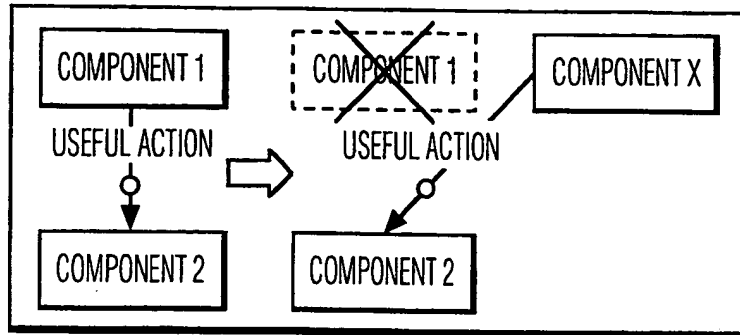 COMPONENT 1
USEFUL ACTION
COMPONENT 2
COMPONENT 1
COMPONENT X
USEFUL ACTION
COMPONENT 2